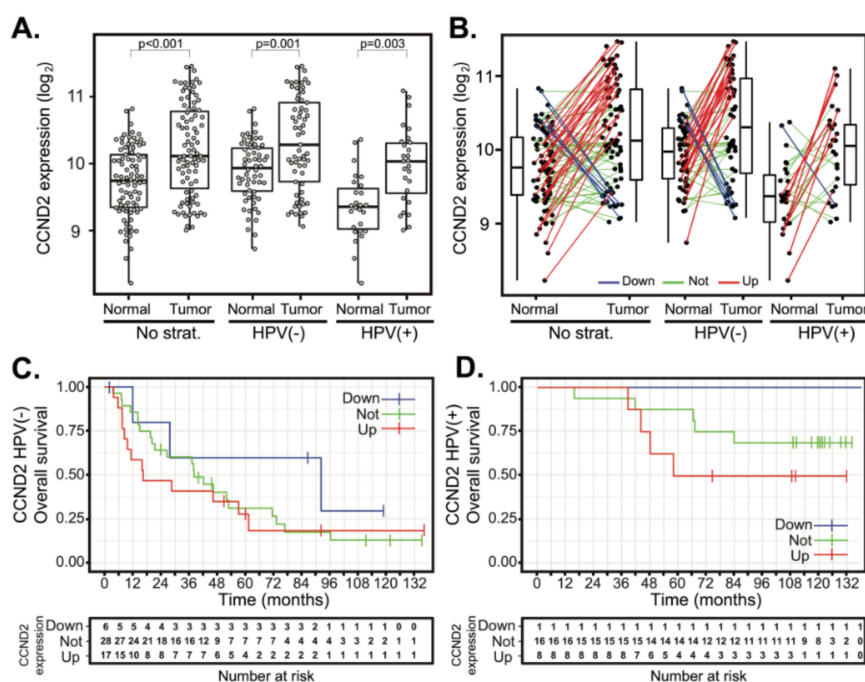 A.
p<0.001 p=0.001 p=0.003
CCND2 expression (log2)
11
10
9
Normal Tumor Normal Tumor Normal Tumor
No strat. HPV(-) HPV(+)
B.
CCND2 expression (log2)
11
10
9
Down Not Up
Normal Tumor Normal Tumor Normal Tumor
No strat. HPV(-) HPV(+)
C.
CCND2 HPV(-)
Overall survival
1.00
0.75
0.50
0.25
0.00
Down
Not
Up
0 12 24 36 48 60 72 84 96 108 120 132
Time (months)
CCND2
expression
Down 6 5 5 4 4 3 3 3 3 3 3 3 3 3 3 2 1 1 1 1 0 0
Not 28 27 24 21 18 16 16 12 9 7 7 7 7 4 4 4 4 3 3 2 1 1
Up 17 15 10 8 8 7 7 7 6 5 4 2 2 2 2 2 1 1 1 1 1 1
Number at risk
D.
CCND2 HPV(+)
Overall survival
1.00
0.75
0.50
0.25
0.00
Down
Not
Up
0 12 24 36 48 60 72 84 96 108 120 132
Time (months)
CCND2
expression
Down 1 1 1 1 1 1 1 1 1 1 1 1 1 1 1 1 1 1 1 1 1 1
Not 16 16 16 15 15 15 15 14 14 14 14 12 12 11 11 11 11 9 8 3 2 0
Up 8 8 8 8 8 8 8 7 6 5 4 4 4 3 3 3 3 3 1 1 1 0
Number at risk